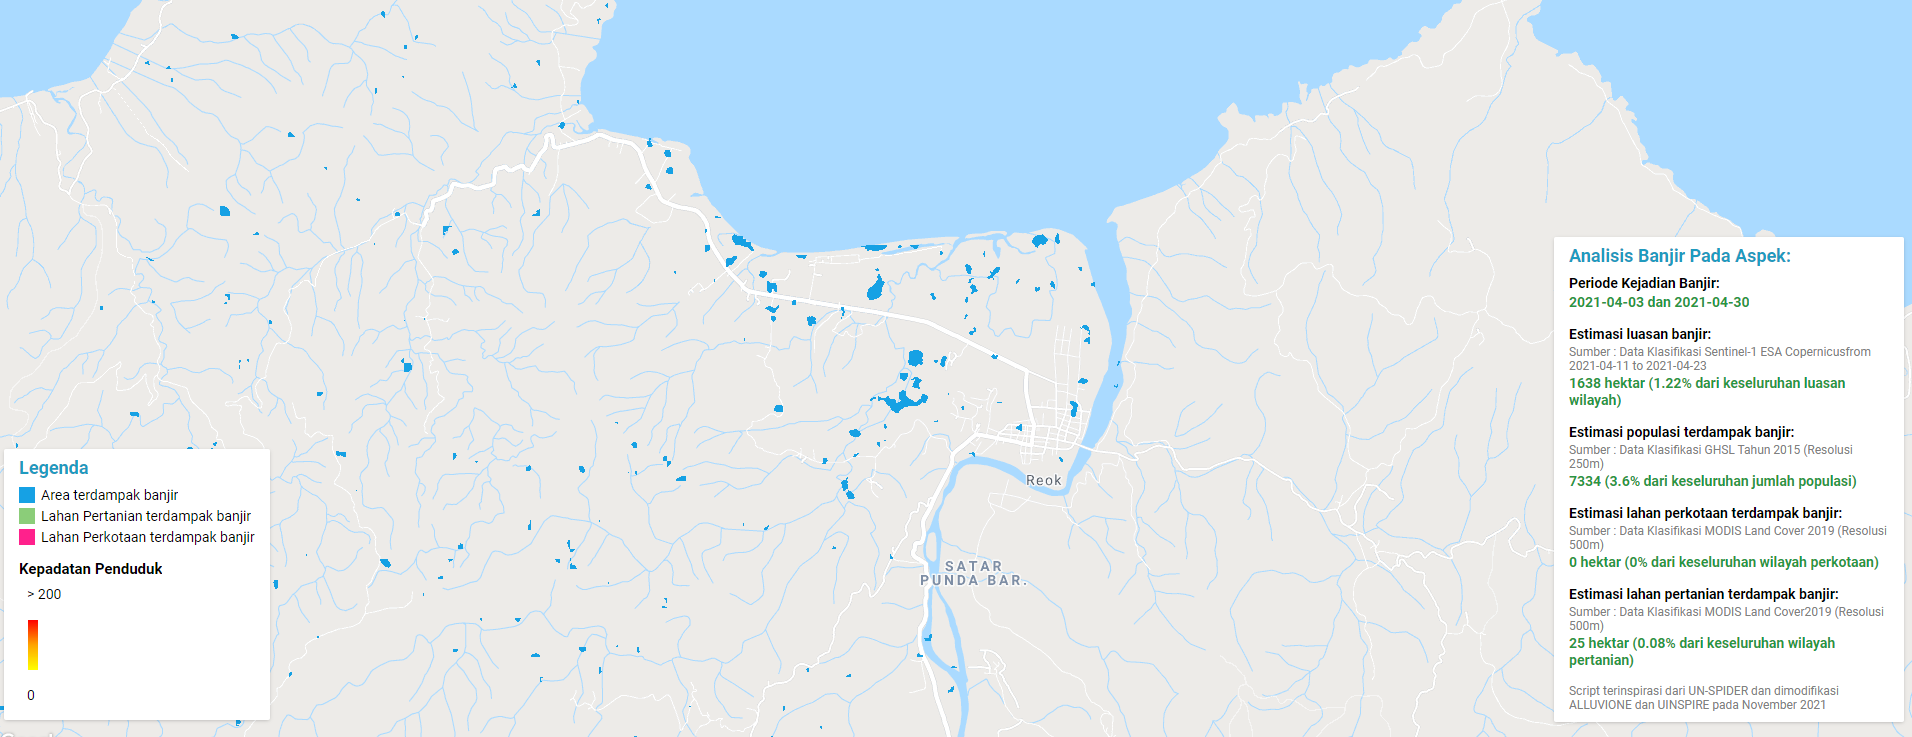 Reok
SATAR
PUNDA BAR.
Legenda
Area terdampak banjir
Lahan Pertanian terdampak banjir
Lahan Perkotaan terdampak banjir
Kepadatan Penduduk
> 200
0
Analisis Banjir Pada Aspek:
Periode Kejadian Banjir:
2021-04-03 dan 2021-04-30
Estimasi luasan banjir:
Sumber : Data Klasifikasi Sentinel-1 ESA Copernicusfrom
2021-04-11 to 2021-04-23
1638 hektar (1.22% dari keseluruhan luasan
wilayah)
Estimasi populasi terdampak banjir:
Sumber : Data Klasifikasi GHSL Tahun 2015 (Resolusi
250m)
7334 (3.6% dari keseluruhan jumlah populasi)
Estimasi lahan perkotaan terdampak banjir:
Sumber : Data Klasifikasi MODIS Land Cover 2019 (Resolusi
500m)
0 hektar (0% dari keseluruhan wilayah perkotaan)
Estimasi lahan pertanian terdampak banjir:
Sumber : Data Klasifikasi MODIS Land Cover2019 (Resolusi
500m)
25 hektar (0.08% dari keseluruhan wilayah
pertanian)
Script terinspirasi dari UN-SPIDER dan dimodifikasi
ALLUVIONE dan UINSPIRE pada November 2021